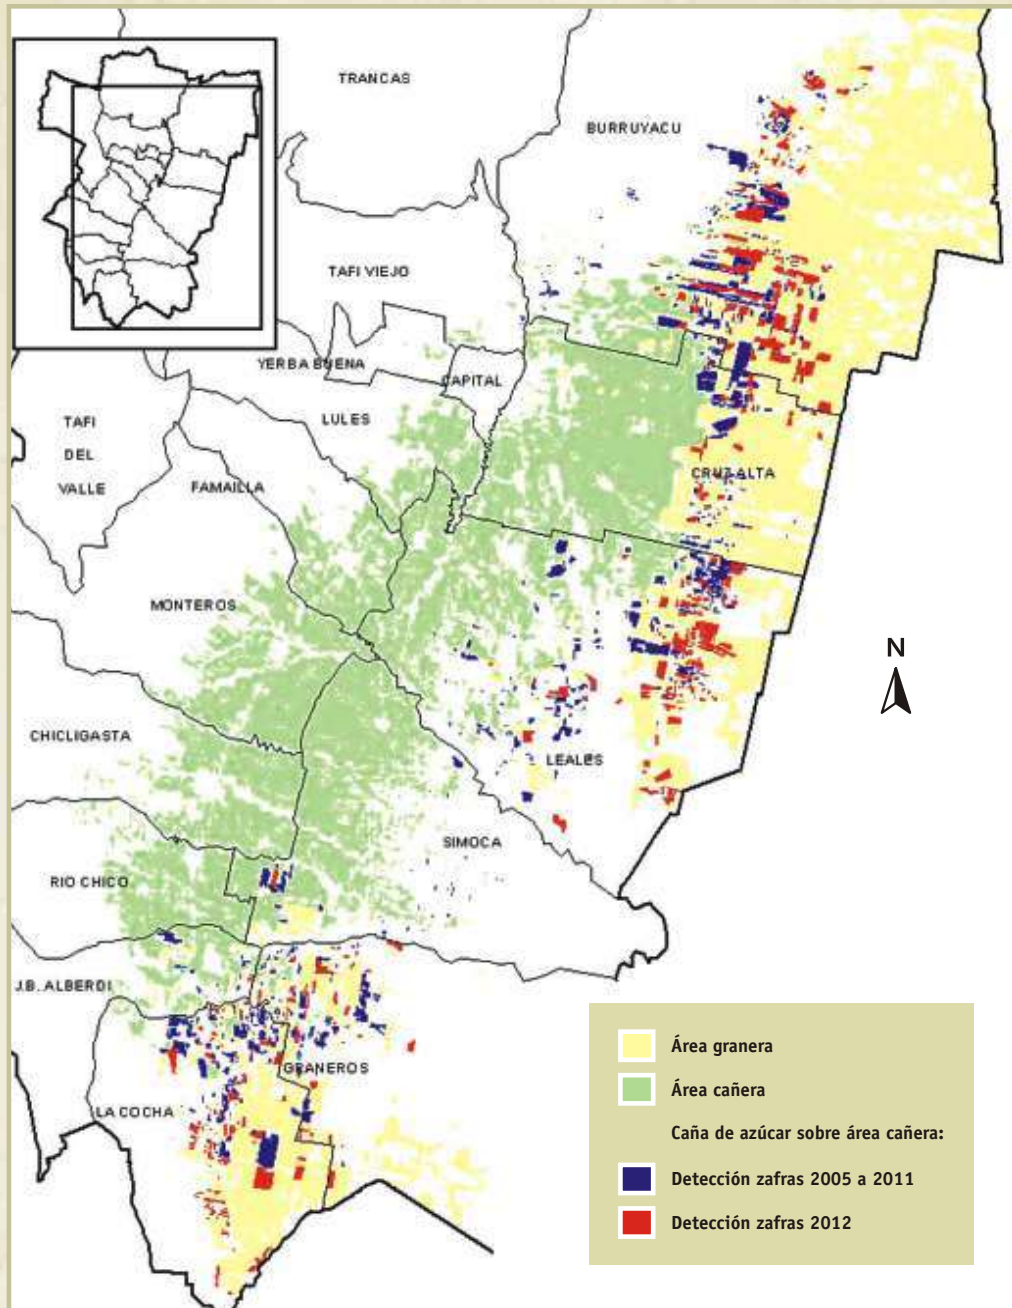 TRANCAS
BURRUYACU
TAFI VIEJO
YERBA BUENA
CAPITAL
LULES
TAFI
DEL
VALLE
FAMAILLA
CRUZ ALTA
MONTEROS
N
CHICLIGASTA
LEALES
SIMOCA
RIO CHICO
J.B. ALBERDI
GRANEROS
LA COCHA
Área granera
Área cañera
Caña de azúcar sobre área cañera:
Detección zafras 2005 a 2011
Detección zafras 2012